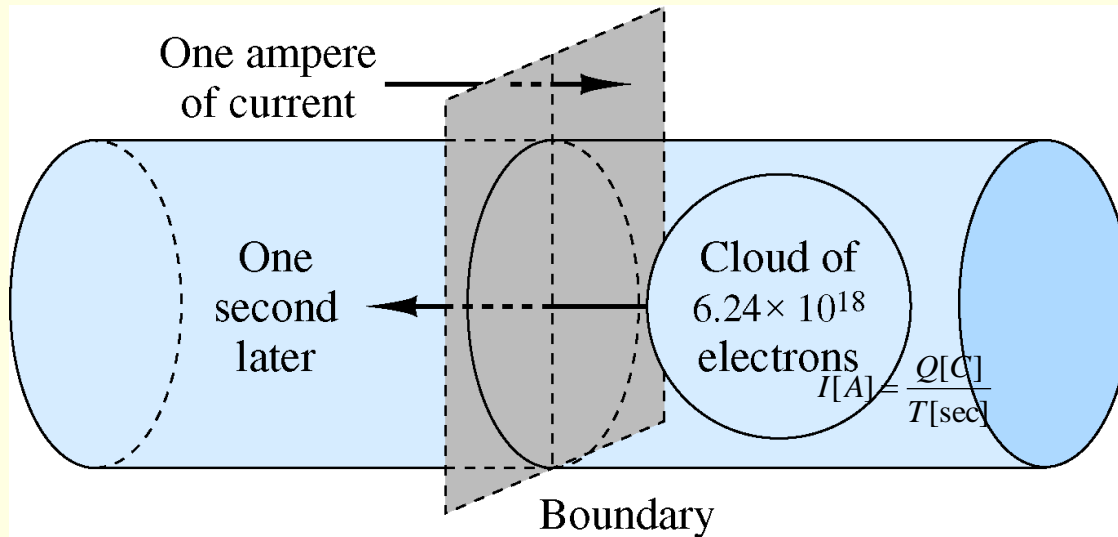 One ampere
of current
One
second
later
Cloud of
6.24× 10¹⁸
electrons
I[A] = Q[C] / T[sec]
Boundary